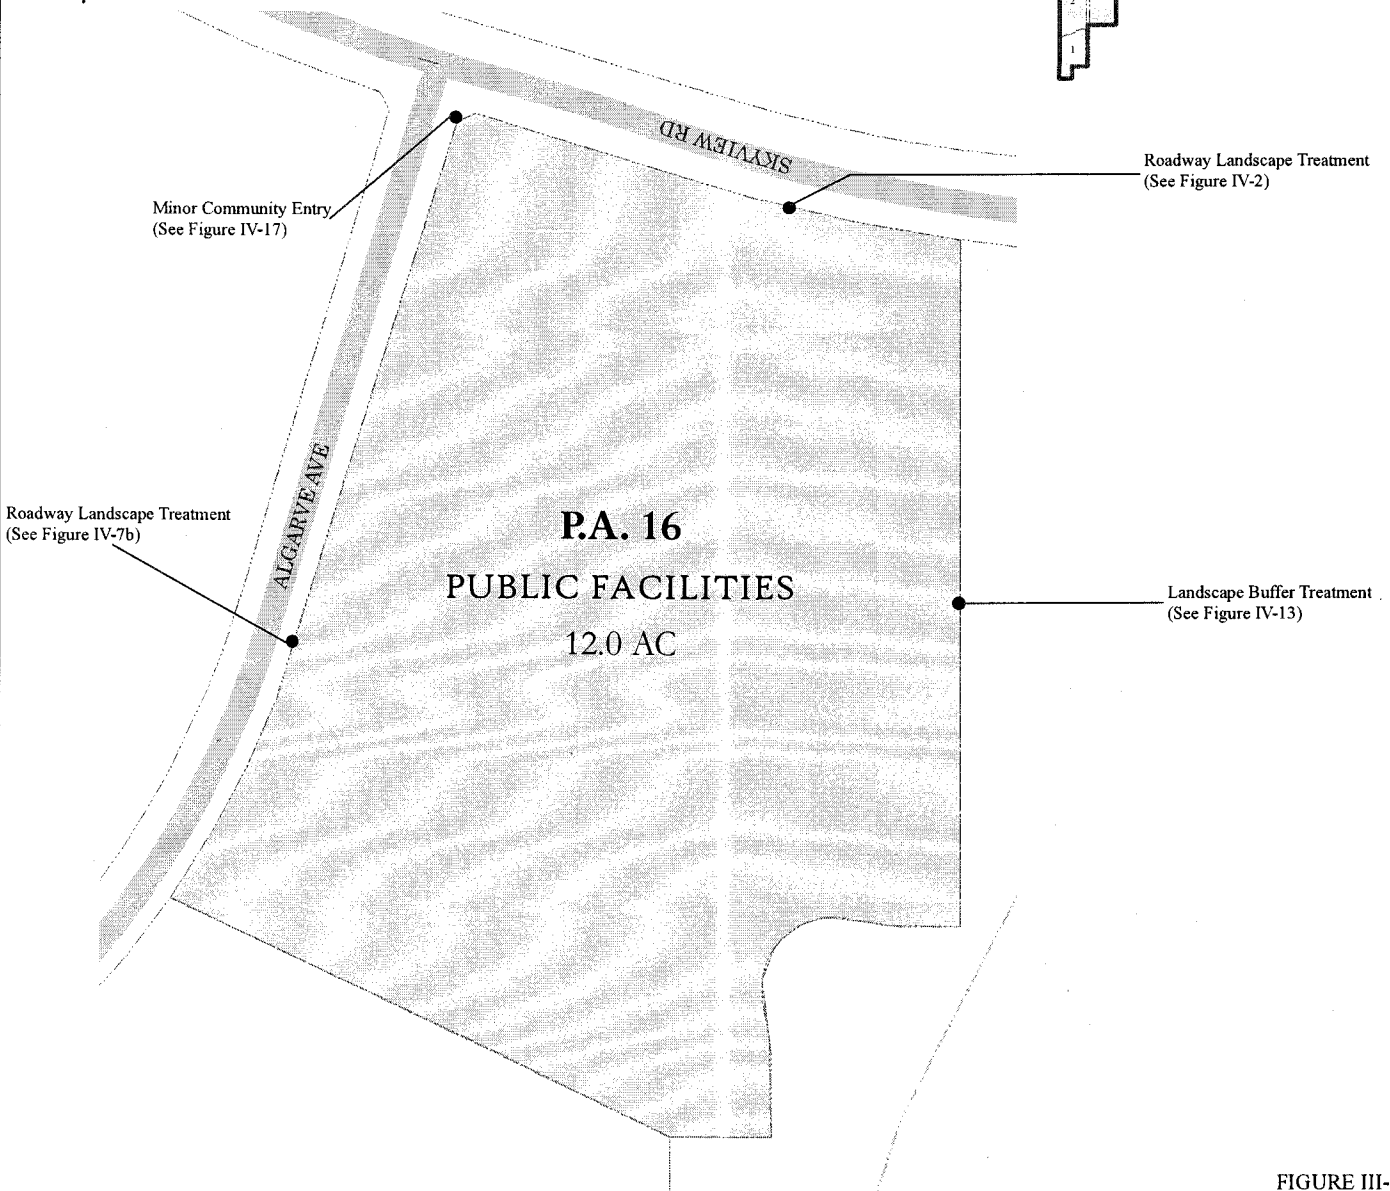 2
1
SKYVIEW RD
Roadway Landscape Treatment
(See Figure IV-2)
Minor Community Entry
(See Figure IV-17)
ALGARVE AVE
Roadway Landscape Treatment
(See Figure IV-7b)
P.A. 16
PUBLIC FACILITIES
12.0 AC
Landscape Buffer Treatment
(See Figure IV-13)
FIGURE III-